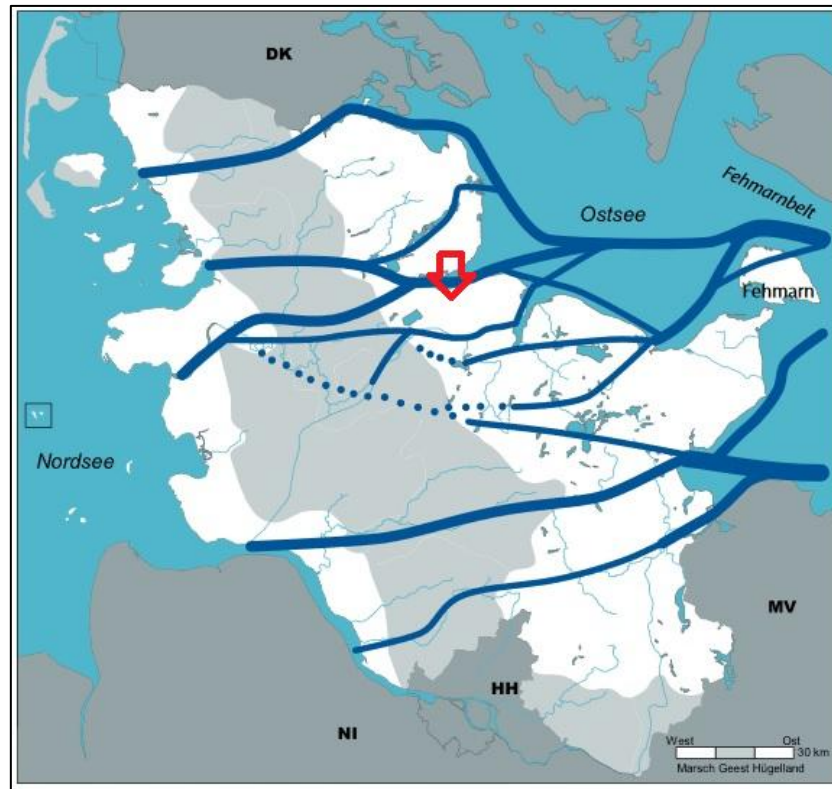 DK
Fehmarnbelt
Ostsee
Fehmarn
Nordsee
MV
HH
NI
West Ost
30 km
Marsch Geest Hügelland